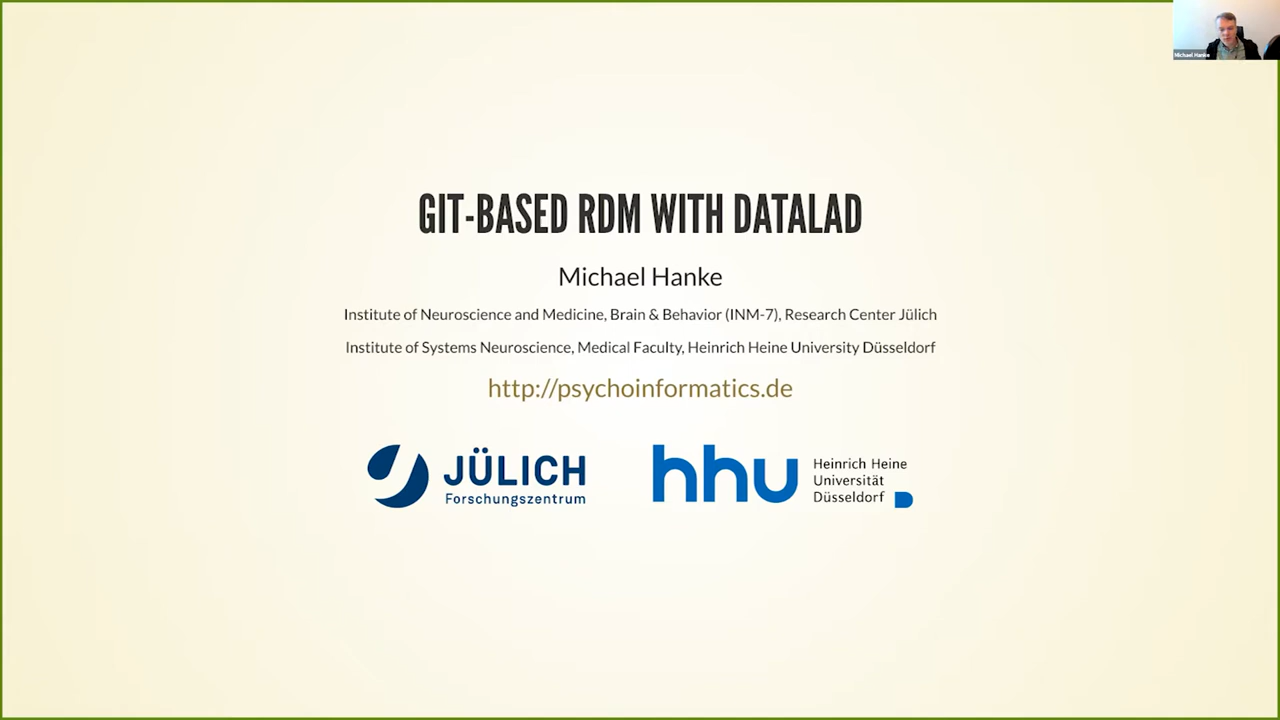 Michael Hanke
GIT-BASED RDM WITH DATALAD
Michael Hanke
Institute of Neuroscience and Medicine, Brain & Behavior (INM-7), Research Center Jülich
Institute of Systems Neuroscience, Medical Faculty, Heinrich Heine University Düsseldorf
http://psychoinformatics.de
JÜLICH
Forschungszentrum
hhu
Heinrich Heine
Universität
Düsseldorf